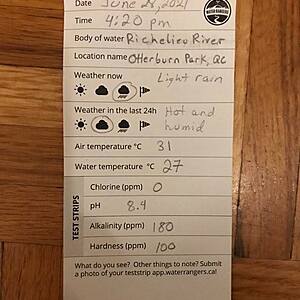 Date June 28, 2021
Time 4:20 pm
WATER RANGERS
Body of water Richelieu River
Location name Otterburn Park, QC
Weather now Light rain
Weather in the last 24h Hot and
humid
Air temperature °C 31
Water temperature °C 27
TEST STRIPS
Chlorine (ppm) 0
pH 8.4
Alkalinity (ppm) 180
Hardness (ppm) 100
What do you see? Other things to note? Submit
a photo of your teststrip app.waterrangers.ca!